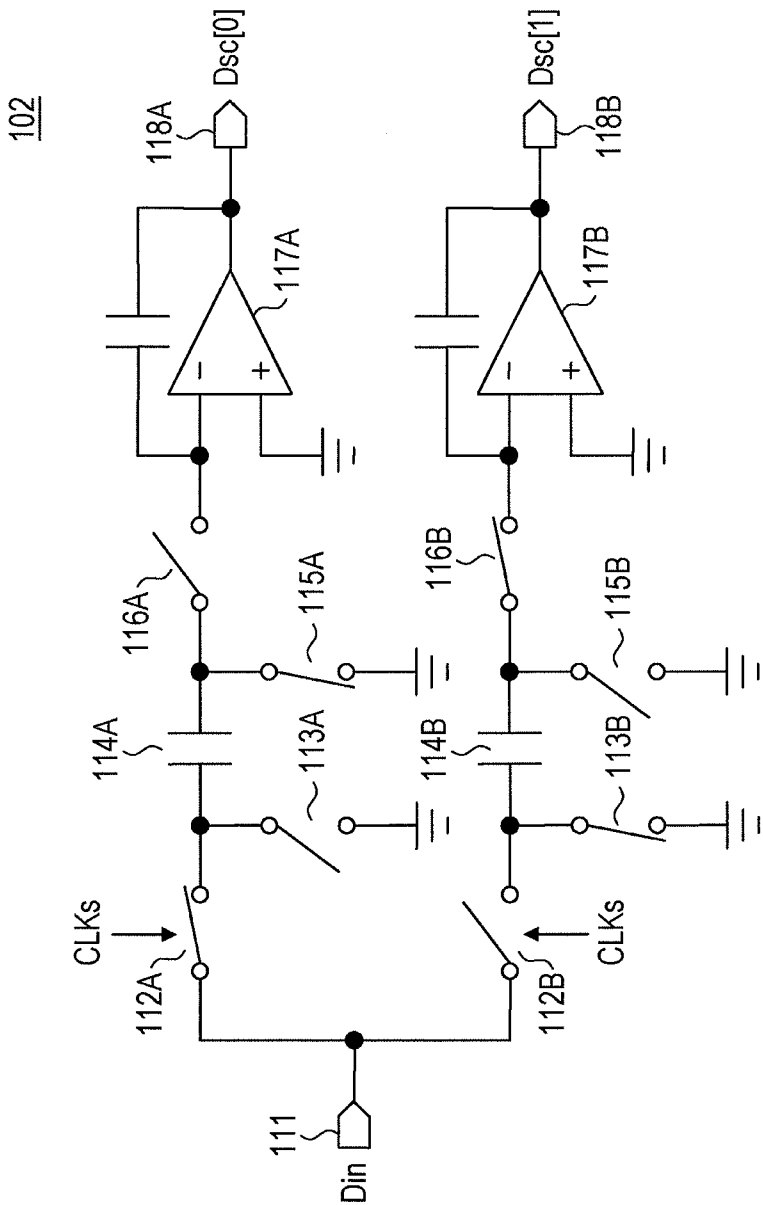 102
118A
Dsc[0]
117A
−
+
116A
115A
114A
113A
CLKs
112A
111
Din
118B
Dsc[1]
117B
−
+
116B
115B
114B
113B
CLKs
112B